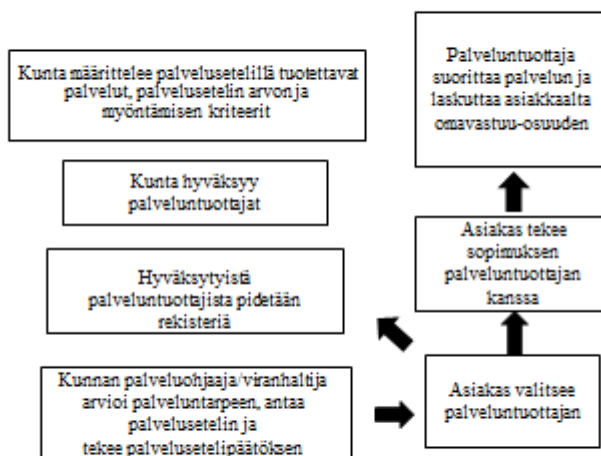 Kunta määrittelee palvelusetelillä tuotettavat
palvelut, palvelusetelin arvon ja
myöntämisen kriteerit
Kunta hyväksyy
palveluntuottajat
Hyväksytyistä
palveluntuottajista pidetään
rekisteriä
Kunnan palveluohjaaja/viranhaltija
arvioi palveluntarpeen, antaa
palvelusetelin ja
tekee palvelusetelipäätöksen
Asiakas valitsee
palveluntuottajan
Asiakas tekee
sopimuksen
palveluntuottajan
kanssa
Palveluntuottaja
suorittaa palvelun ja
laskuttaa asiakkaalta
omavastuu-osuuden